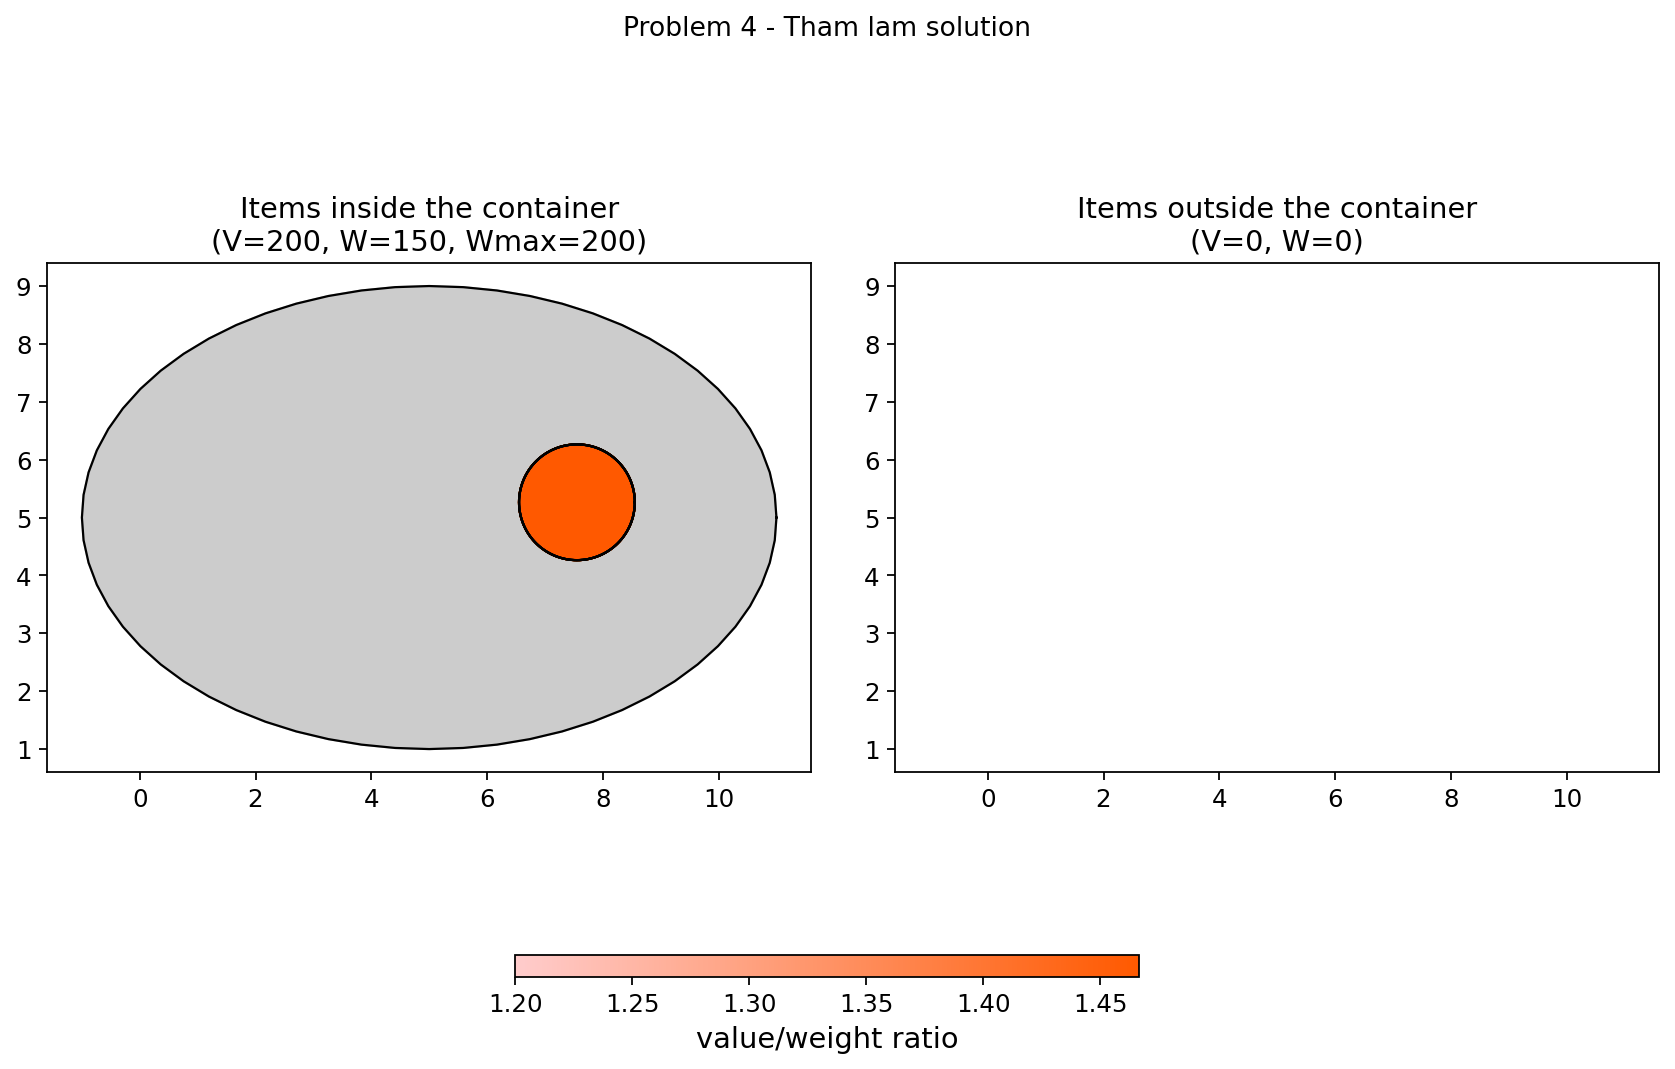 Problem 4 - Tham lam solution
Items inside the container
(V=200, W=150, Wmax=200)
9
8
7
6
5
4
3
2
1
0 2 4 6 8 10
Items outside the container
(V=0, W=0)
9
8
7
6
5
4
3
2
1
0 2 4 6 8 10
1.20 1.25 1.30 1.35 1.40 1.45
value/weight ratio